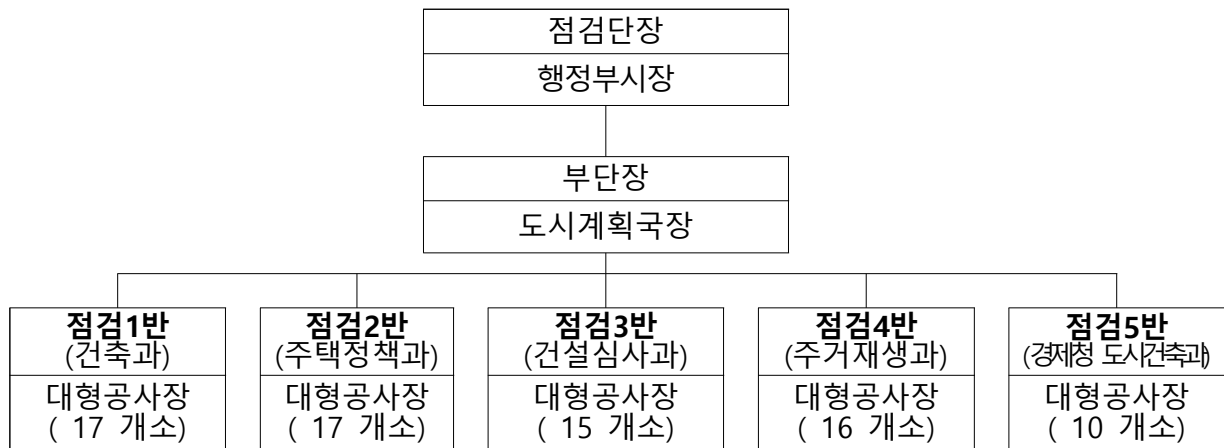 점검단장
행정부시장
부단장
도시계획국장
점검1반
(건축과)
대형공사장
( 17 개소)
점검2반
(주택정책과)
대형공사장
( 17 개소)
점검3반
(건설심사과)
대형공사장
( 15 개소)
점검4반
(주거재생과)
대형공사장
( 16 개소)
점검5반
(경제청 도시건축과)
대형공사장
( 10 개소)